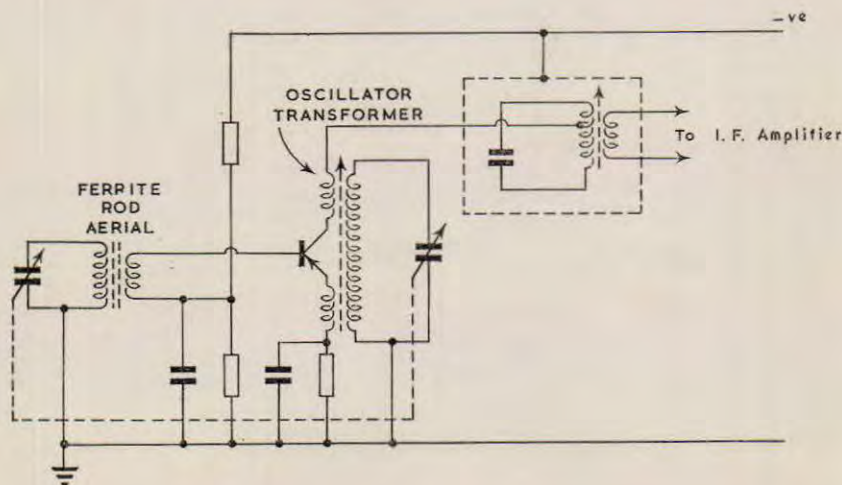 -ve
OSCILLATOR
TRANSFORMER
To I. F. Amplifier
FERRITE
ROD
AERIAL